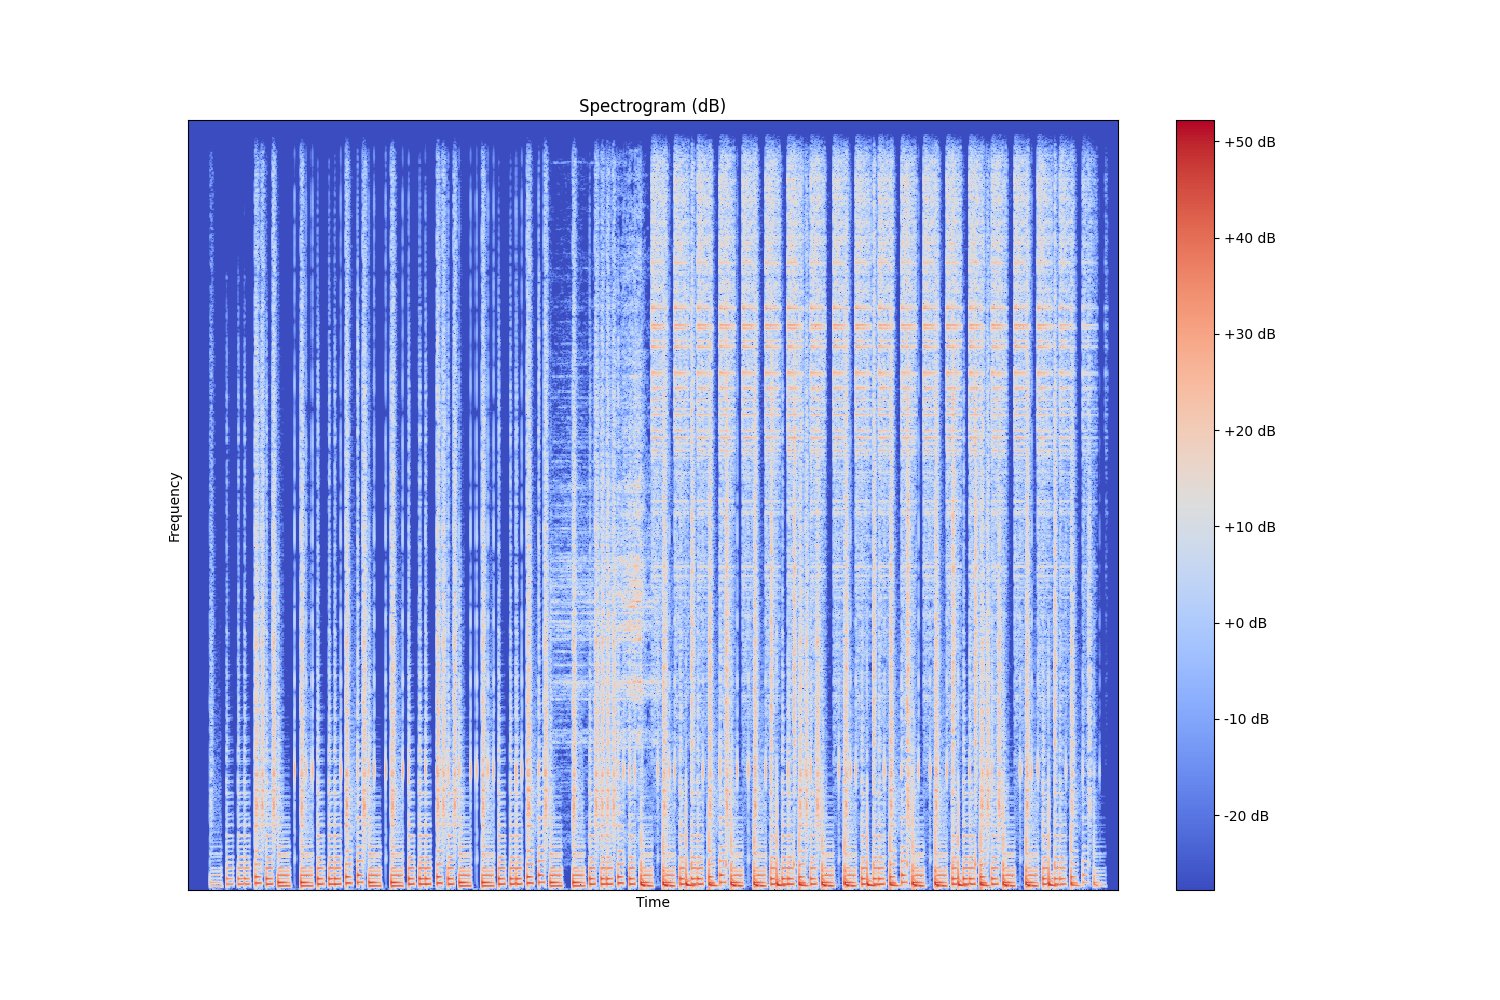 Spectrogram (dB)
Frequency
Time
+50 dB
+40 dB
+30 dB
+20 dB
+10 dB
+0 dB
-10 dB
-20 dB